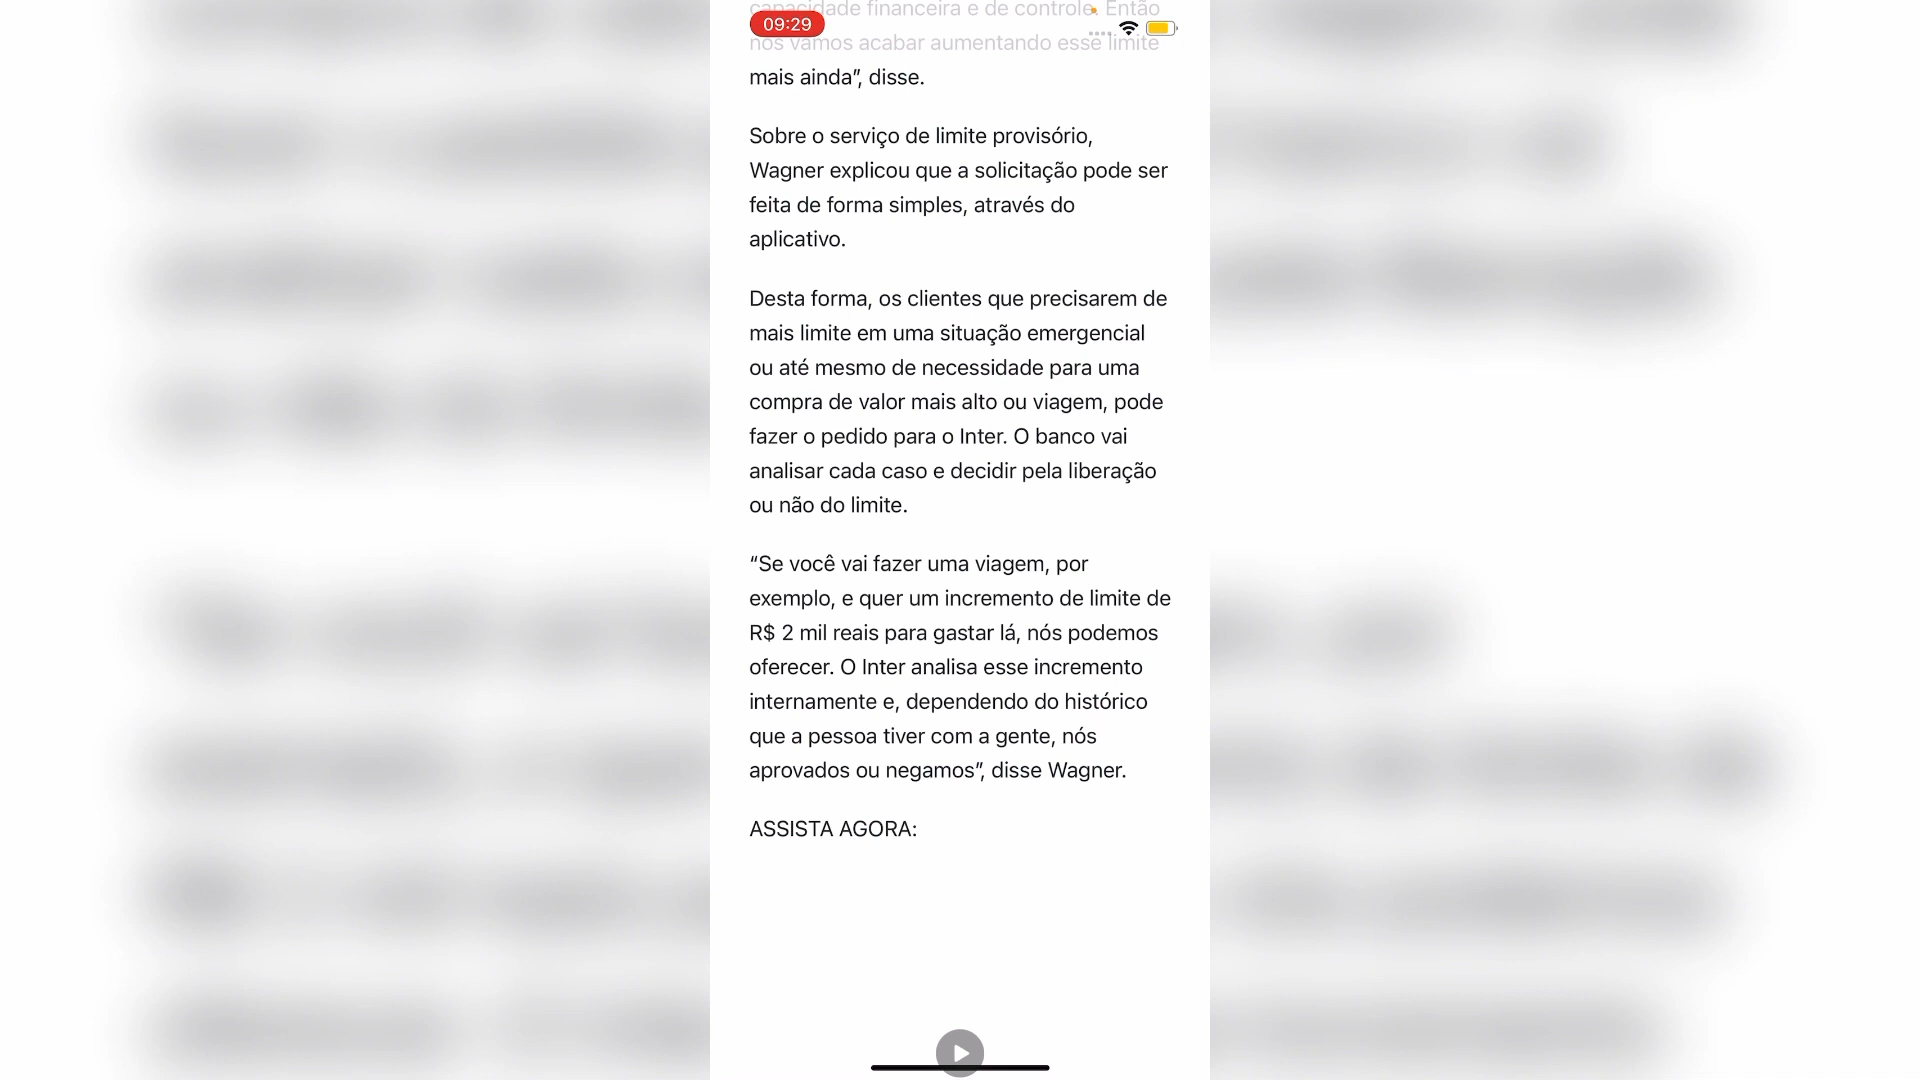 capacidade financeira e de controle. Então
09:29
nós vamos acabar aumentando esse limite
mais ainda”, disse.
Sobre o serviço de limite provisório,
Wagner explicou que a solicitação pode ser
feita de forma simples, através do
aplicativo.
Desta forma, os clientes que precisarem de
mais limite em uma situação emergencial
ou até mesmo de necessidade para uma
compra de valor mais alto ou viagem, pode
fazer o pedido para o Inter. O banco vai
analisar cada caso e decidir pela liberação
ou não do limite.
“Se você vai fazer uma viagem, por
exemplo, e quer um incremento de limite de
R$ 2 mil reais para gastar lá, nós podemos
oferecer. O Inter analisa esse incremento
internamente e, dependendo do histórico
que a pessoa tiver com a gente, nós
aprovados ou negamos”, disse Wagner.
ASSISTA AGORA: